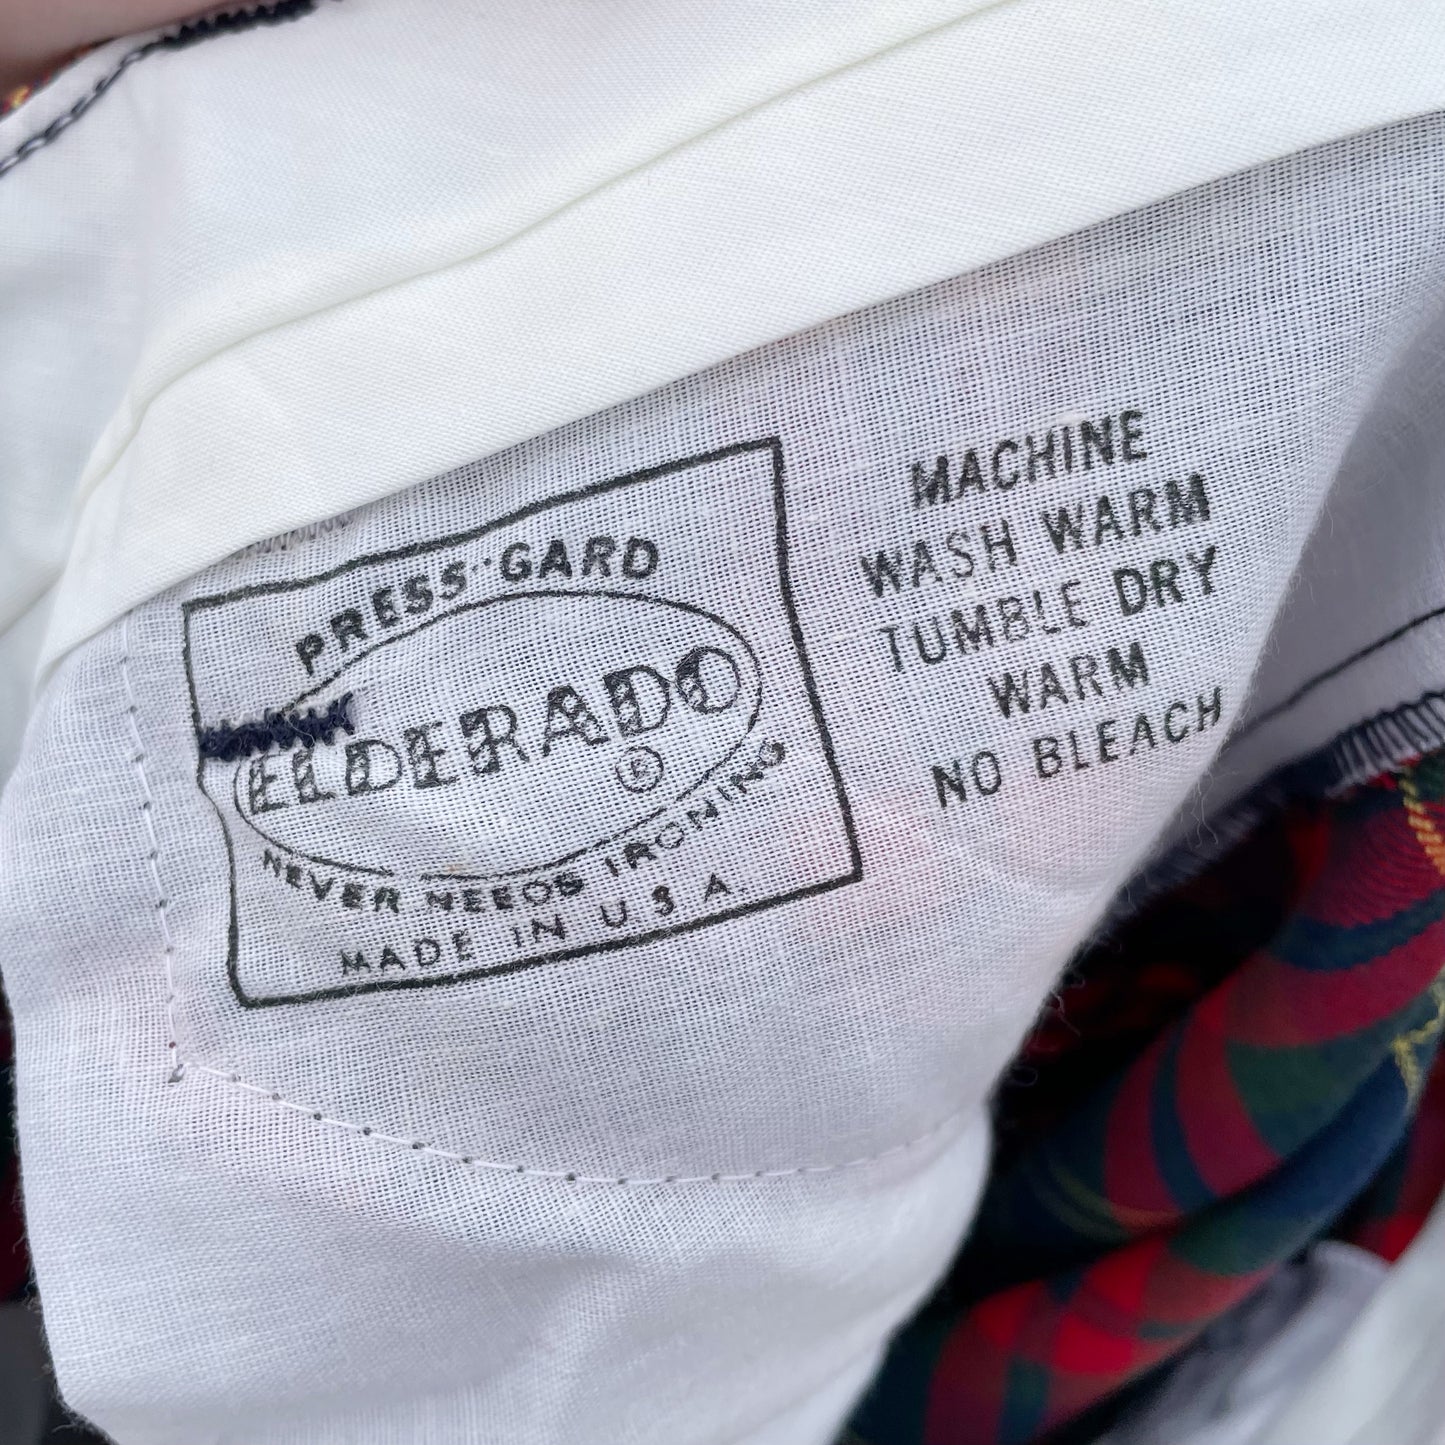 PRESS·GARD
ELDERADO
®
NEVER NEEDS IRONING
MADE IN U.S.A.
MACHINE
WASH WARM
TUMBLE DRY
WARM
NO BLEACH